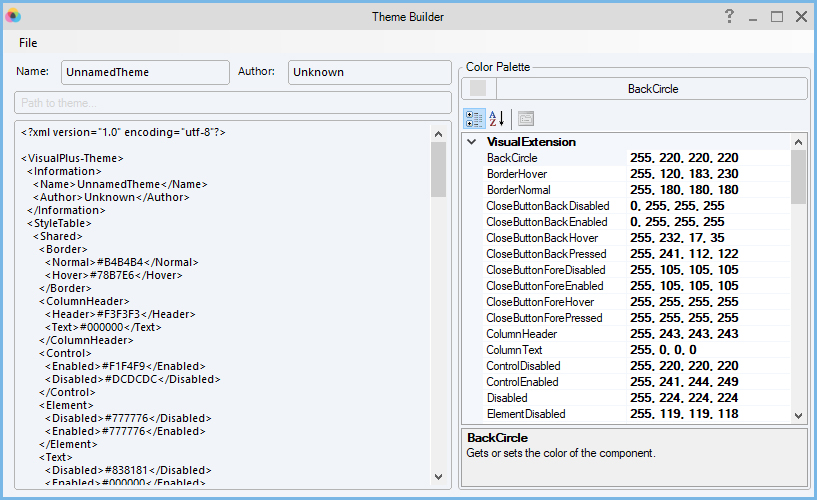 Theme Builder
?
File
Name: UnnamedTheme Author: Unknown
Path to theme...
<?xml version="1.0" encoding="utf-8"?>
<VisualPlus-Theme>
<Information>
<Name>UnnamedTheme</Name>
<Author>Unknown</Author>
</Information>
<StyleTable>
<Shared>
<Border>
<Normal>#B4B4B4</Normal>
<Hover>#78B7E6</Hover>
</Border>
<ColumnHeader>
<Header>#F3F3F3</Header>
<Text>#000000</Text>
</ColumnHeader>
<Control>
<Enabled>#F1F4F9</Enabled>
<Disabled>#DCDCDC</Disabled>
</Control>
<Element>
<Disabled>#777776</Disabled>
<Enabled>#777776</Enabled>
</Element>
<Text>
<Disabled>#838181</Disabled>
<Enabled>#000000</Enabled>
Color Palette
BackCircle
A
Z
VisualExtension
BackCircle 255, 220, 220, 220
BorderHover 255, 120, 183, 230
BorderNormal 255, 180, 180, 180
CloseButtonBackDisabled 0, 255, 255, 255
CloseButtonBackEnabled 0, 255, 255, 255
CloseButtonBackHover 255, 232, 17, 35
CloseButtonBackPressed 255, 241, 112, 122
CloseButtonForeDisabled 255, 105, 105, 105
CloseButtonForeEnabled 255, 105, 105, 105
CloseButtonForeHover 255, 255, 255, 255
CloseButtonForePressed 255, 255, 255, 255
ColumnHeader 255, 243, 243, 243
ColumnText 255, 0, 0, 0
ControlDisabled 255, 220, 220, 220
ControlEnabled 255, 241, 244, 249
Disabled 255, 224, 224, 224
ElementDisabled 255, 119, 119, 118
BackCircle
Gets or sets the color of the component.